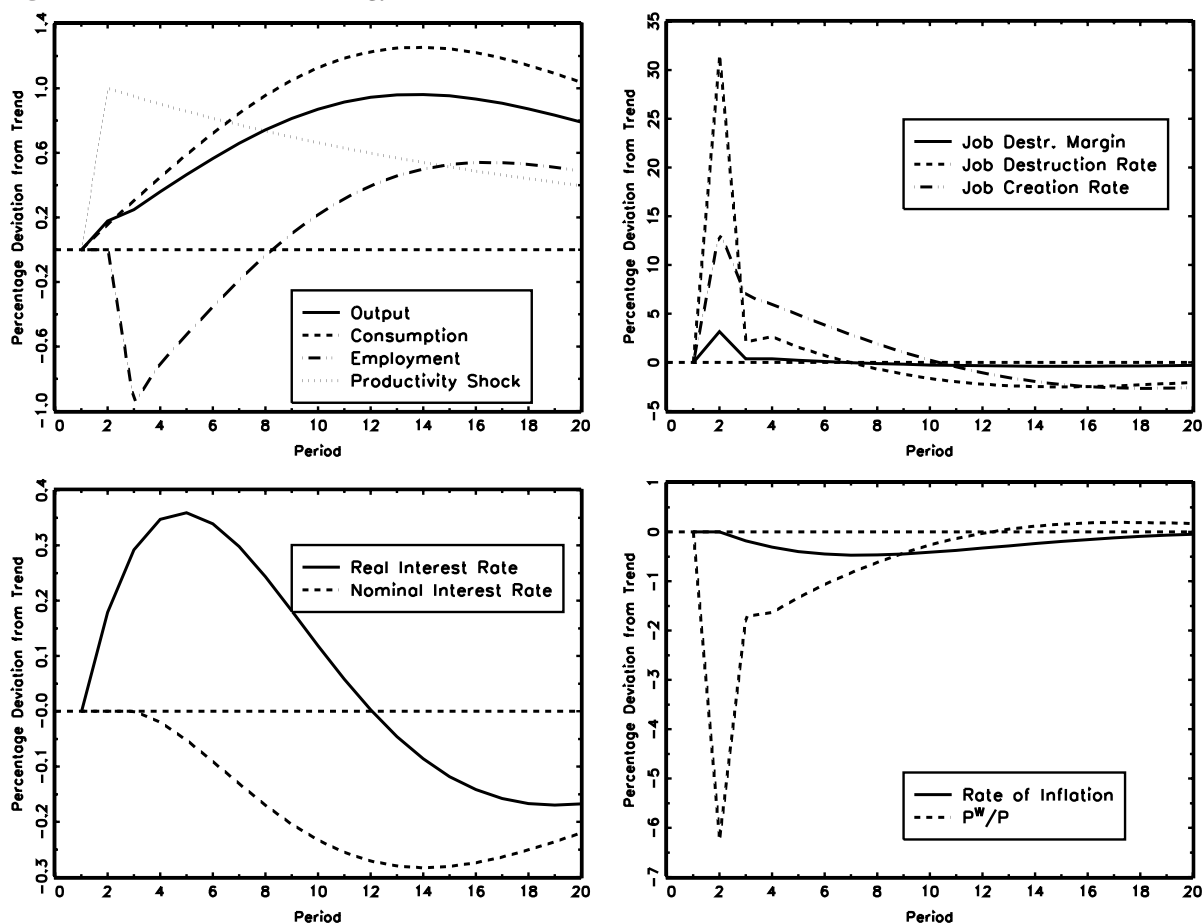 Percentage Deviation from Trend
1.4
1.0
0.6
0.2
-0.2
-0.6
-1.0
Output
Consumption
Employment
Productivity Shock
0 2 4 6 8 10 12 14 16 18 20
Period
Percentage Deviation from Trend
35
30
25
20
15
10
5
0
-5
Job Destr. Margin
Job Destruction Rate
Job Creation Rate
0 2 4 6 8 10 12 14 16 18 20
Period
Percentage Deviation from Trend
0.4
0.3
0.2
0.1
-0.0
-0.1
-0.2
-0.3
Real Interest Rate
Nominal Interest Rate
0 2 4 6 8 10 12 14 16 18 20
Period
Percentage Deviation from Trend
1
0
-1
-2
-3
-4
-5
-6
-7
Rate of Inflation
P^W/P
0 2 4 6 8 10 12 14 16 18 20
Period